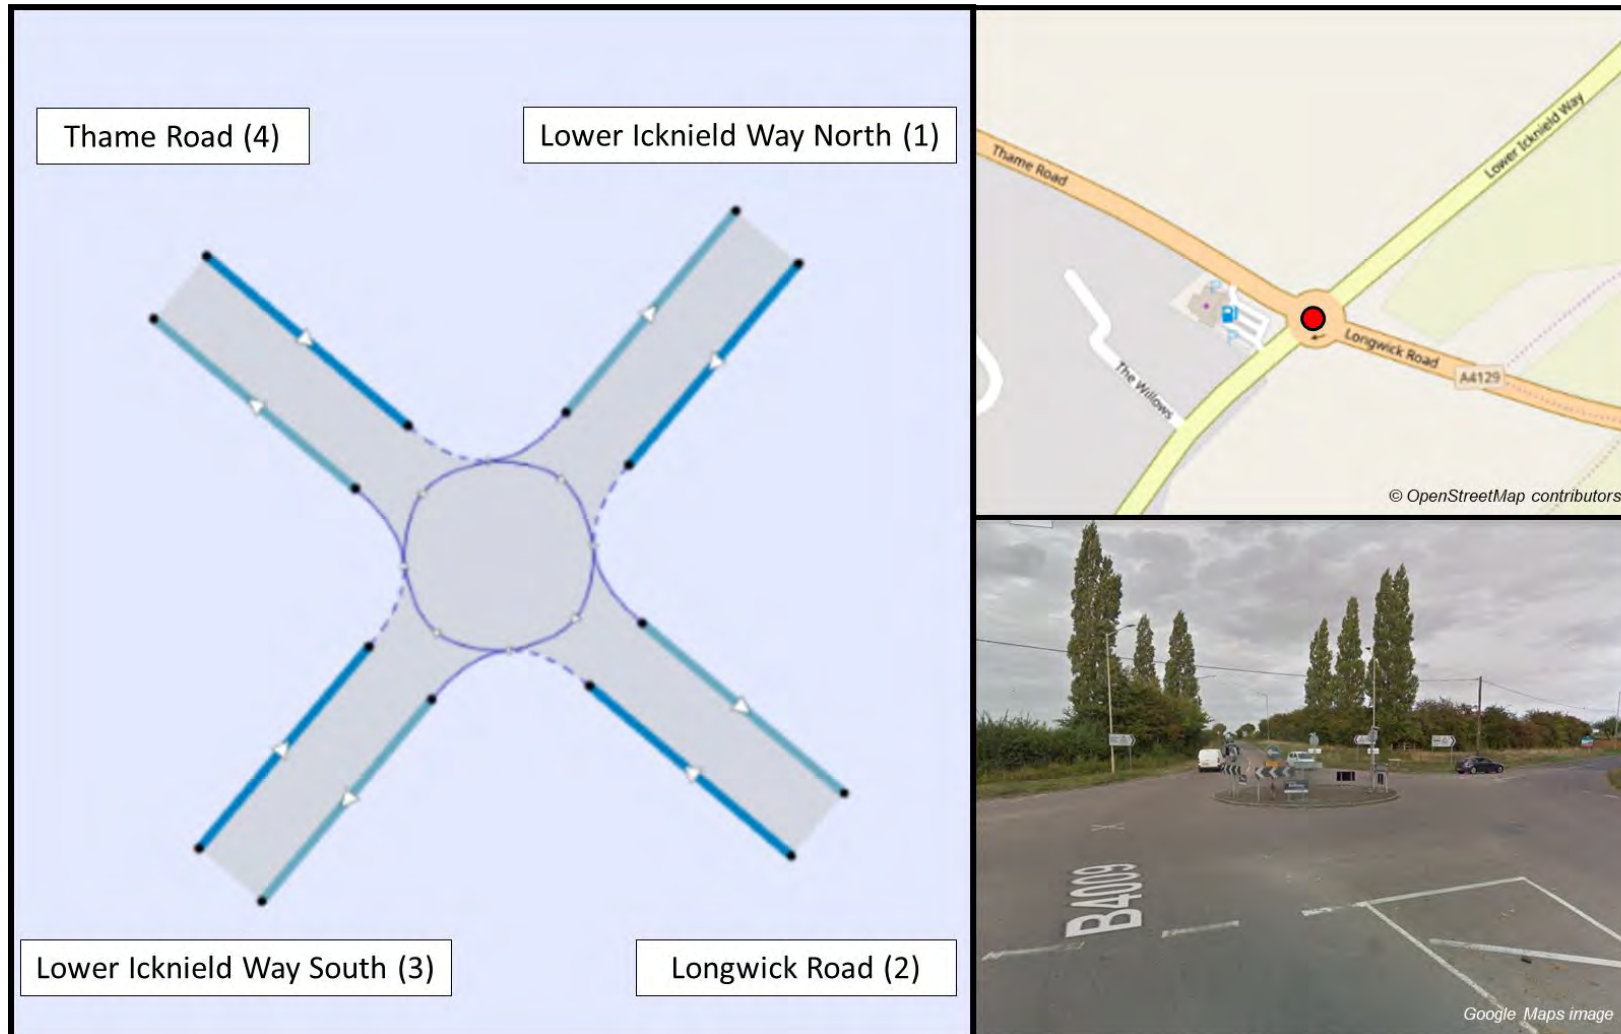 Thame Road (4)
Lower Icknield Way North (1)
Lower Icknield Way South (3)
Longwick Road (2)
Thame Road
Lower Icknield Way
Longwick Road
A4129
The Willows
P
P
© OpenStreetMap contributors
B4009
Google Maps image